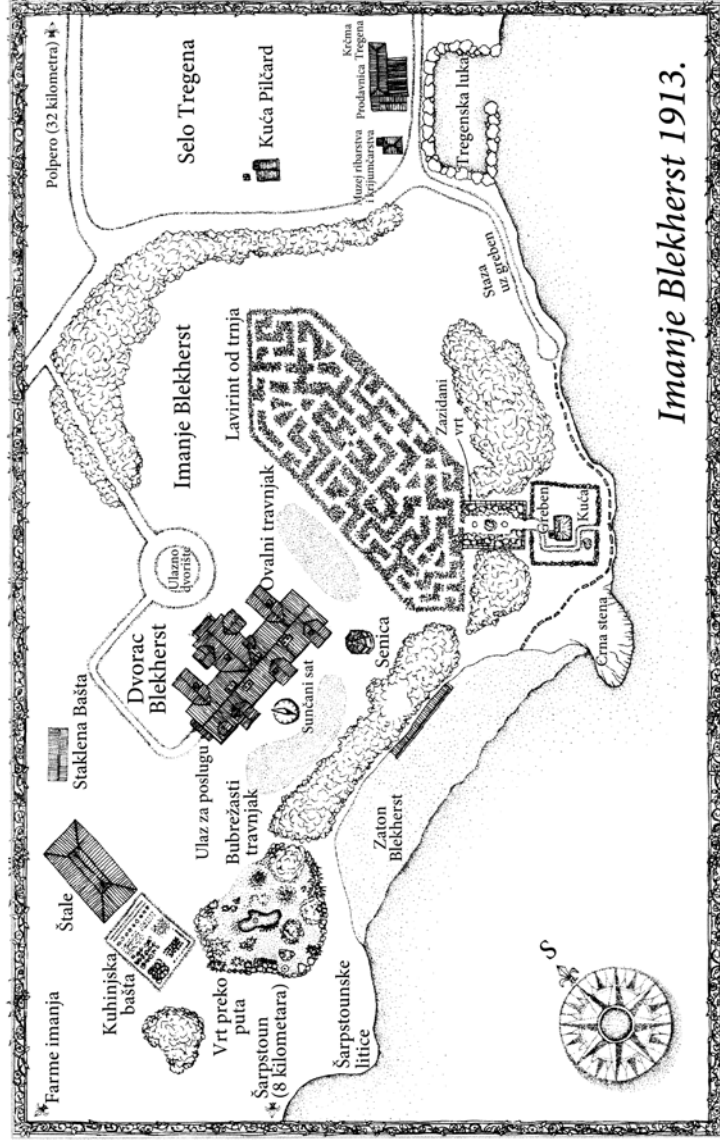 Farme imanja
Štale
Staklena Bašta
Polpero (32 kilometra)
Kuhinjska
bašta
Vrt preko
puta
Šarpstoun
(8 kilometara)
Šarpstounske
litice
Ulaz za poslugu
Bubrežasti
travnjak
Dvorac
Blekherst
Ulazno
dvorište
Sunčani sat
Ovalni travnjak
Senica
Zaton
Blekherst
Imanje Blekherst
Lavirint od trnja
Zazidani
vrt
Greben
Kuća
Crna stena
Staza
uz greben
Selo Tregena
Kuća Pilčard
Muzej ribarstva
i krijumčarstva
Prodavnica
Krčma
Tregena
Tregenska luka
S
Imanje Blekherst 1913.